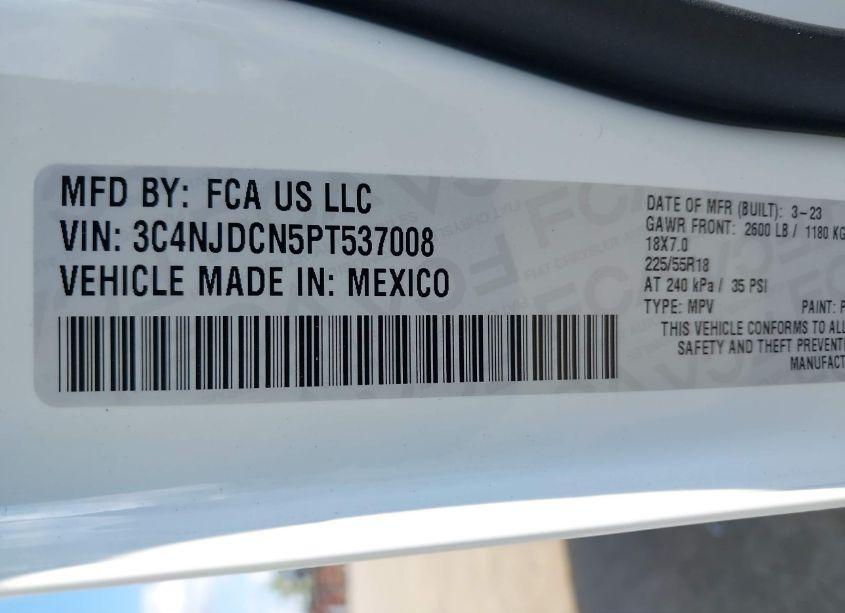 MFD BY: FCA US LLC
VIN: 3C4NJDCN5PT537008
VEHICLE MADE IN: MEXICO
DATE OF MFR (BUILT): 3-23
GAWR FRONT: 2600 LB / 1180 KG
18X7.0
225/55R18
AT 240 kPa / 35 PSI
TYPE: MPV PAINT: P
THIS VEHICLE CONFORMS TO ALL
SAFETY AND THEFT PREVENTI
MANUFACT